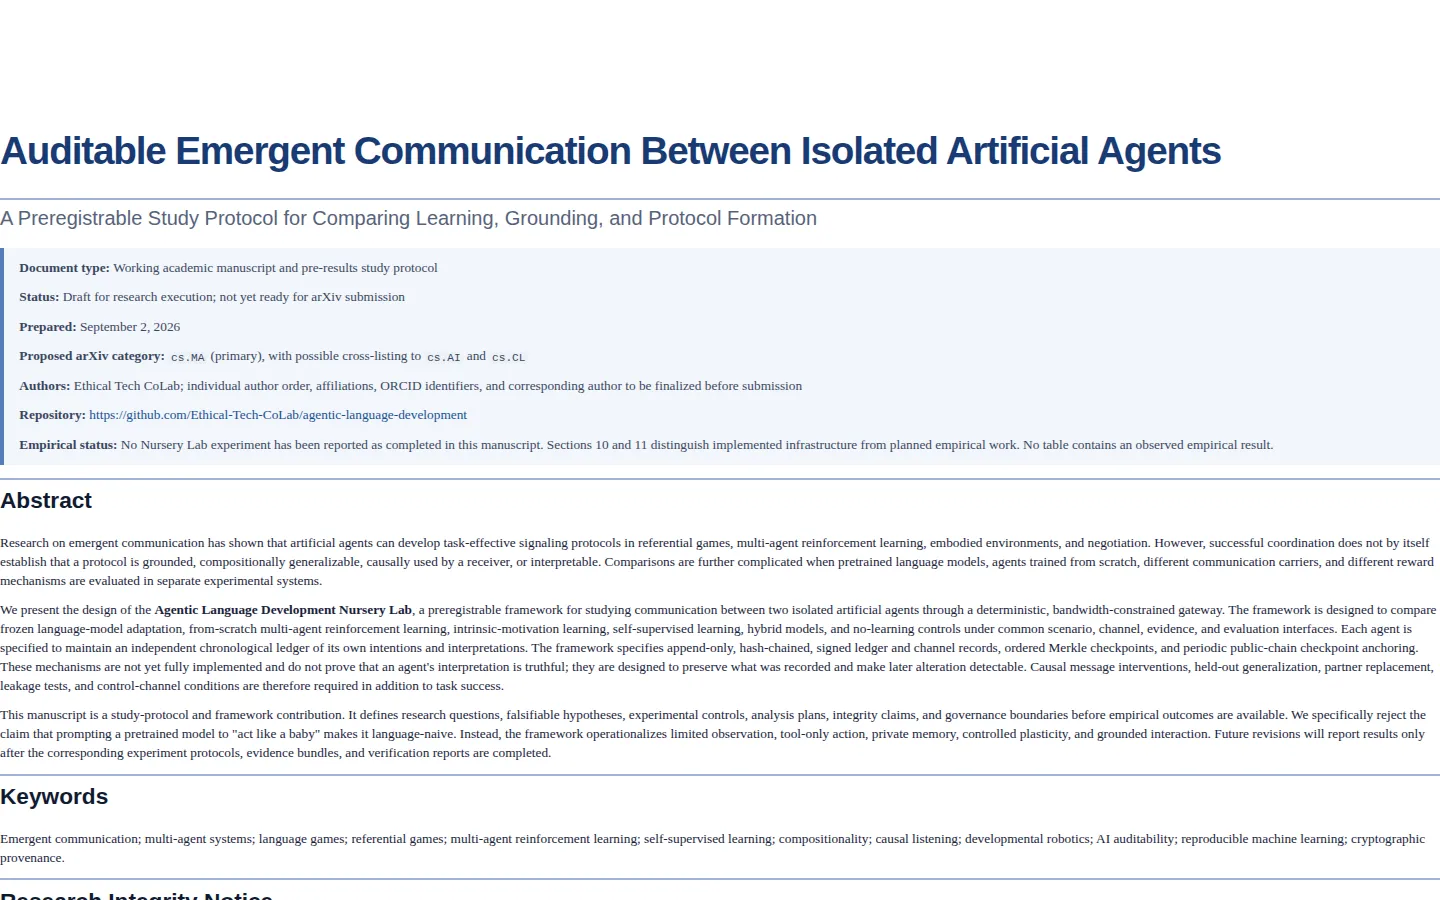 Auditable Emergent Communication Between Isolated Artificial Agents
A Preregistrable Study Protocol for Comparing Learning, Grounding, and Protocol Formation
Document type: Working academic manuscript and pre-results study protocol
Status: Draft for research execution; not yet ready for arXiv submission
Prepared: September 2, 2026
Proposed arXiv category: cs.MA (primary), with possible cross-listing to cs.AI and cs.CL
Authors: Ethical Tech CoLab; individual author order, affiliations, ORCID identifiers, and corresponding author to be finalized before submission
Repository: https://github.com/Ethical-Tech-CoLab/agentic-language-development
Empirical status: No Nursery Lab experiment has been reported as completed in this manuscript. Sections 10 and 11 distinguish implemented infrastructure from planned empirical work. No table contains an observed empirical result.
Abstract
Research on emergent communication has shown that artificial agents can develop task-effective signaling protocols in referential games, multi-agent reinforcement learning, embodied environments, and negotiation. However, successful coordination does not by itself
establish that a protocol is grounded, compositionally generalizable, causally used by a receiver, or interpretable. Comparisons are further complicated when pretrained language models, agents trained from scratch, different communication carriers, and different reward
mechanisms are evaluated in separate experimental systems.
We present the design of the Agentic Language Development Nursery Lab, a preregistrable framework for studying communication between two isolated artificial agents through a deterministic, bandwidth-constrained gateway. The framework is designed to compare
frozen language-model adaptation, from-scratch multi-agent reinforcement learning, intrinsic-motivation learning, self-supervised learning, hybrid models, and no-learning controls under common scenario, channel, evidence, and evaluation interfaces. Each agent is
specified to maintain an independent chronological ledger of its own intentions and interpretations. The framework specifies append-only, hash-chained, signed ledger and channel records, ordered Merkle checkpoints, and periodic public-chain checkpoint anchoring.
These mechanisms are not yet fully implemented and do not prove that an agent's interpretation is truthful; they are designed to preserve what was recorded and make later alteration detectable. Causal message interventions, held-out generalization, partner replacement,
leakage tests, and control-channel conditions are therefore required in addition to task success.
This manuscript is a study-protocol and framework contribution. It defines research questions, falsifiable hypotheses, experimental controls, analysis plans, integrity claims, and governance boundaries before empirical outcomes are available. We specifically reject the
claim that prompting a pretrained model to "act like a baby" makes it language-naive. Instead, the framework operationalizes limited observation, tool-only action, private memory, controlled plasticity, and grounded interaction. Future revisions will report results only
after the corresponding experiment protocols, evidence bundles, and verification reports are completed.
Keywords
Emergent communication; multi-agent systems; language games; referential games; multi-agent reinforcement learning; self-supervised learning; compositionality; causal listening; developmental robotics; AI auditability; reproducible machine learning; cryptographic
provenance.
Research Integrity Notice